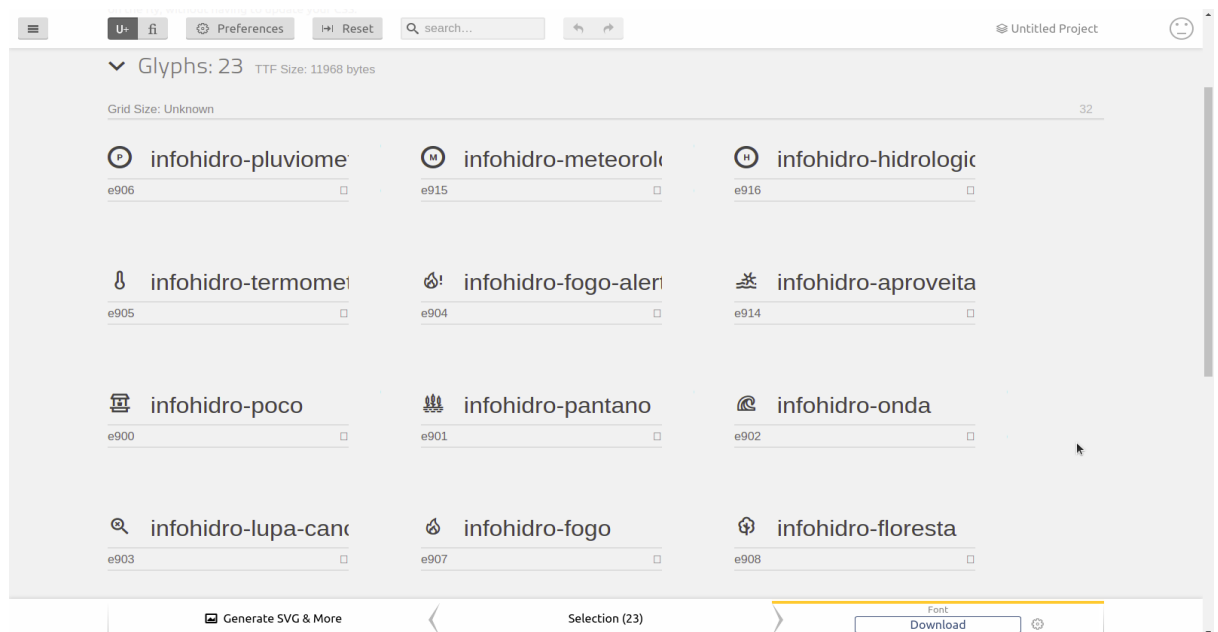 U+ fi Preferences Reset search... Untitled Project
Glyphs: 23 TTF Size: 11968 bytes
Grid Size: Unknown 32
P infohidro-pluviome M infohidro-meteorol H infohidro-hidrologic
e906 e915 e916
infohidro-termome infohidro-fogo-aler infohidro-aproveita
e905 e904 e914
infohidro-poco infohidro-pantano infohidro-onda
e900 e901 e902
infohidro-lupa-canc infohidro-fogo infohidro-floresta
e903 e907 e908
Generate SVG & More Selection (23) Font
Download